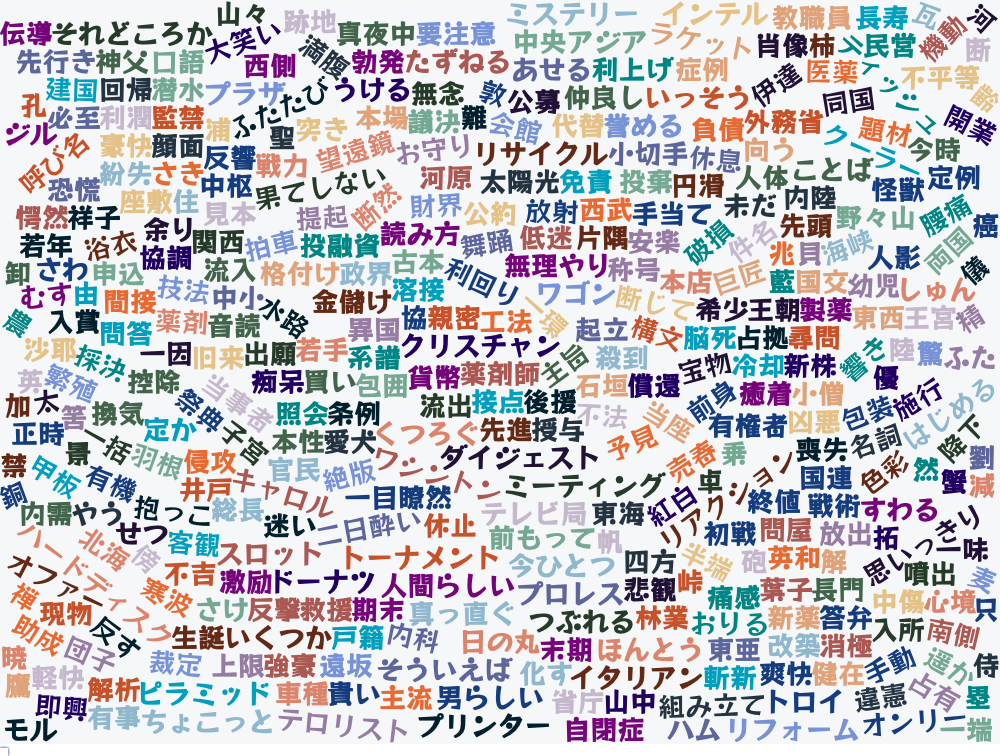 伝導 それどころか 山々 大笑い 跡地 真夜中 要注意 ミステリー インテル 教職員 長寿 瓦 機動 河
先行き 神父 口語 西側 満腹 勃発 たずねる 中央アジア ラケット 肖像 柿 民営 断
建国 回帰 潜水 プラザ ふたたび うける 無念 あせる 利上げ 症例 伊達 医薬 不平等 齢
孔 必至 利潤 監禁 浦 聖 突き 本場 議決 難 敦 公募 仲良し いっそう 同国 開業
ジル 豪快 顔面 反響 戦力 望遠鏡 お守り 会館 代替 誉める 負債 外務省 クーラー 題材 今時
呼び名 紛失 さき 中枢 リサイクル 小切手 休息 向う 人体 ことば
恐慌 座敷 住 果てしない 河原 太陽光 免責 投棄 円滑 未だ 内陸 怪獣 定例
愕然 祥子 見本 提起 断然 財界 公約 放射 西武 手当て 先頭 野々山 腰痛 癌
若年 浴衣 余り 関西 拍車 投融資 読み方 舞踊 低迷 片隅 安楽 破損 件名 兆 貝 海峡 人影 両国 儀
卸 さわ 申込 協調 流入 格付け 政界 古本 利回り 無理やり 称号 本店 巨匠 藍 国交 幼児 しゅん
むす 由 間接 技法 中小 水路 金儲け 溶接 一環 ワゴン 断じて 希少 王朝 製薬 東西 王宮 精
農 入賞 問答 薬剤 音読 異国 協 親密 工法 起立 構文 脳死 占拠 尋問
沙耶 採決 一因 旧来 出願 若手 系譜 クリスチャン 主旨 殺到 宝物 冷却 新株 響き 陸 驚 ふた
英 繁殖 控除 当事者 痴呆 買い 包囲 貨幣 薬剤師 石垣 償還 前身 癒着 小僧 優
加 太 筈 換気 祭典 照会 条例 流出 接点 後援 不法 当座 有権者 凶悪 包装 施行 はじめる
正時 景 一括 定か 子宮 本性 愛犬 くつろぐ 先進 授与 予見 喪失 名詞 降下
禁 甲板 有機 羽根 侵攻 官民 絶版 ワシントン ダイジェスト 売春 乗 リアクション 国連 色彩 然 蟹 劉
銅 井戸 キャロル 一目瞭然 ミーティング 卓 紅白 終値 戦術 すわる 減
内需 やう 抱っこ 総長 迷い 二日酔い 休止 テレビ局 東海 初戦 問屋 放出 拓 思いっきり
ハードディスク 北海 傍 せつ 客観 スロット トーナメント 前もって 帆 四方 半端 砲 英和 解 一味
オファー 寒波 不吉 激励 ドーナツ 人間らしい 今ひとつ プロレス 悲観 峠 痛感 葉子 長門 噴出 妻
禅 現物 さけ 反撃 救援 期末 真っ直ぐ つぶれる 林業 おりる 新薬 答弁 中傷 心境 只
助成 団子 反す 生誕 いくつか 戸籍 内科 日の丸 末期 ほんとう 東亜 改築 消極 入所 南側
暁 軽快 裁定 上限 強豪 遠坂 そういえば 化す イタリアン 斬新 爽快 健在 手動 遥か 侍
鷹 即興 解析 ピラミッド 車種 貴い 主流 男らしい 省庁 山中 組み立て トロイ 違憲 占有 塁
モル 有事 ちょこっと テロリスト プリンター 自閉症 ハム リフォーム オンリー 端